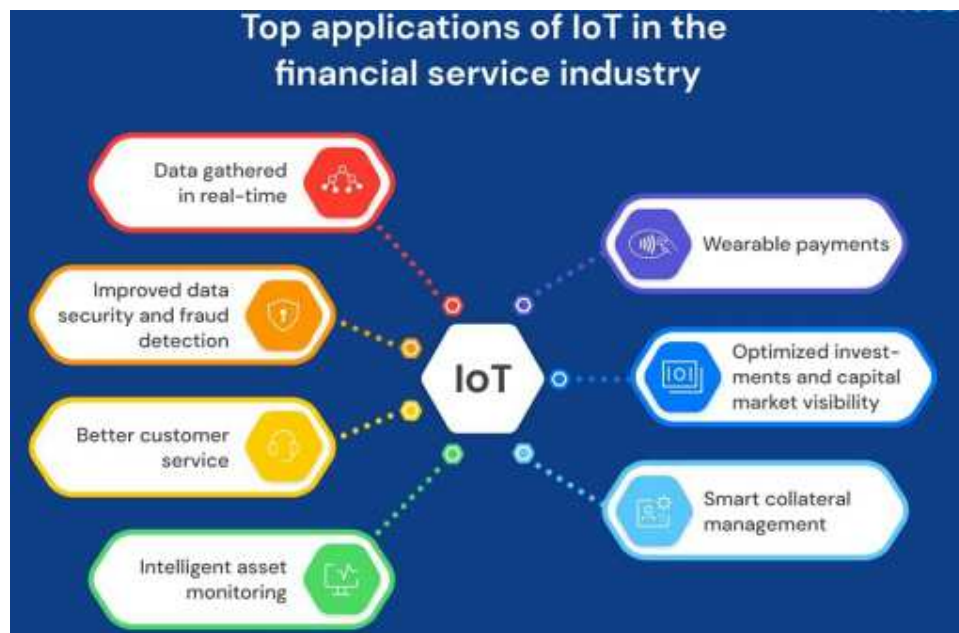 Top applications of IoT in the
financial service industry
Data gathered
in real-time
Improved data
security and fraud
detection
Better customer
service
Intelligent asset
monitoring
IoT
Wearable payments
Optimized invest-
ments and capital
market visibility
Smart collateral
management